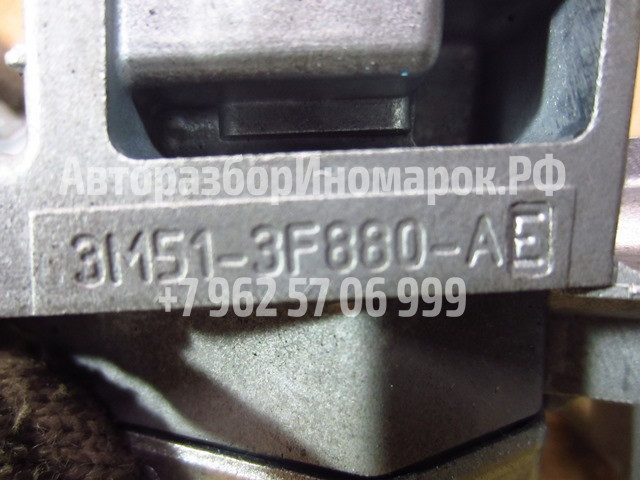 АвторазборИномарок.РФ
3M51-3F880-AE
+7 962 57 06 999